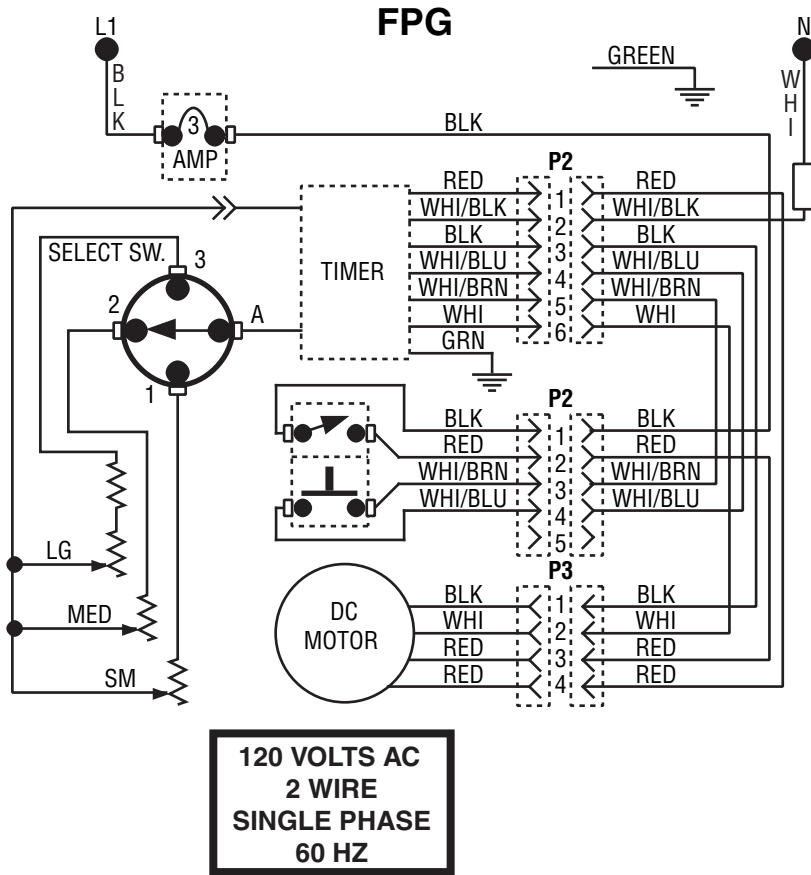 FPG
L1
N
BLK
GREEN
WHI
3
AMP
BLK
P2
RED 1 RED
WHI/BLK 2 WHI/BLK
BLK 3 BLK
WHI/BLU 4 WHI/BLU
WHI/BRN 5 WHI/BRN
WHI 6 WHI
GRN
TIMER
SELECT SW.
3
2
A
1
P2
BLK 1 BLK
RED 2 RED
WHI/BRN 3 WHI/BRN
WHI/BLU 4 WHI/BLU
5
LG
MED
SM
DC
MOTOR
P3
BLK 1 BLK
WHI 2 WHI
RED 3 RED
RED 4 RED
120 VOLTS AC
2 WIRE
SINGLE PHASE
60 HZ